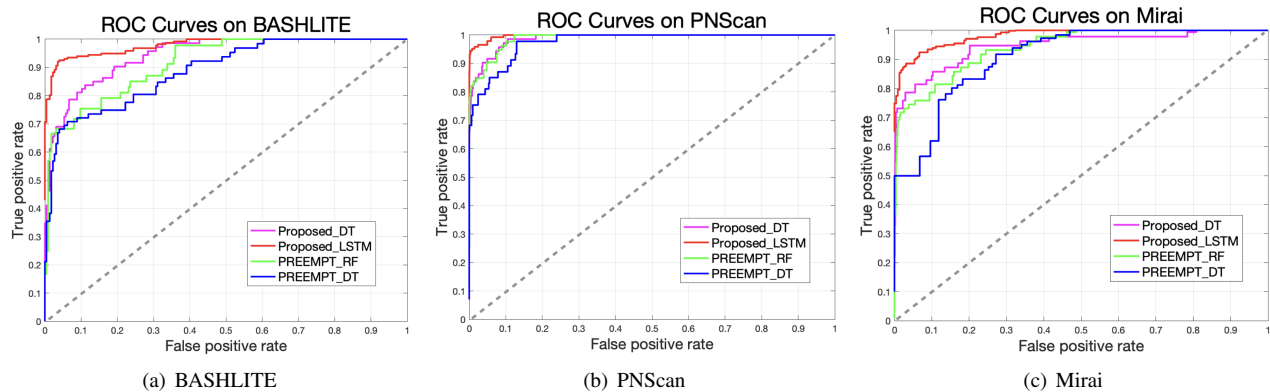 ROC Curves on BASHLITE
True positive rate
1
0.9
0.8
0.7
0.6
0.5
0.4
0.3
0.2
0.1
0
Proposed_DT
Proposed_LSTM
PREEMPT_RF
PREEMPT_DT
0 0.1 0.2 0.3 0.4 0.5 0.6 0.7 0.8 0.9 1
False positive rate
(a) BASHLITE
ROC Curves on PNScan
True positive rate
1
0.9
0.8
0.7
0.6
0.5
0.4
0.3
0.2
0.1
0
Proposed_DT
Proposed_LSTM
PREEMPT_RF
PREEMPT_DT
0 0.1 0.2 0.3 0.4 0.5 0.6 0.7 0.8 0.9 1
False positive rate
(b) PNScan
ROC Curves on Mirai
True positive rate
1
0.9
0.8
0.7
0.6
0.5
0.4
0.3
0.2
0.1
0
Proposed_DT
Proposed_LSTM
PREEMPT_RF
PREEMPT_DT
0 0.1 0.2 0.3 0.4 0.5 0.6 0.7 0.8 0.9 1
False positive rate
(c) Mirai